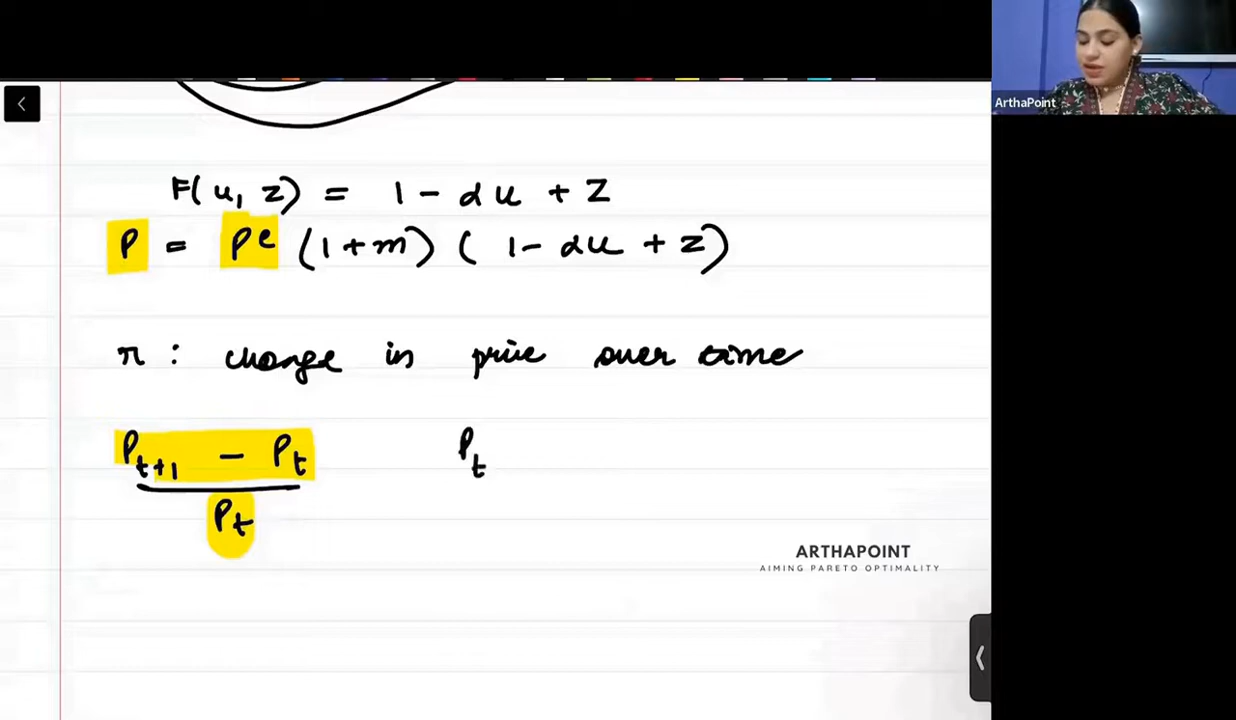 ArthaPoint
F(u, z) = 1 - αu + z
P = Pᵉ (1+m) (1 - αu + z)
π : change in price over time
Pₜ₊₁ - Pₜ
Pₜ
Pₜ
ARTHAPOINT
AIMING PARETO OPTIMALITY